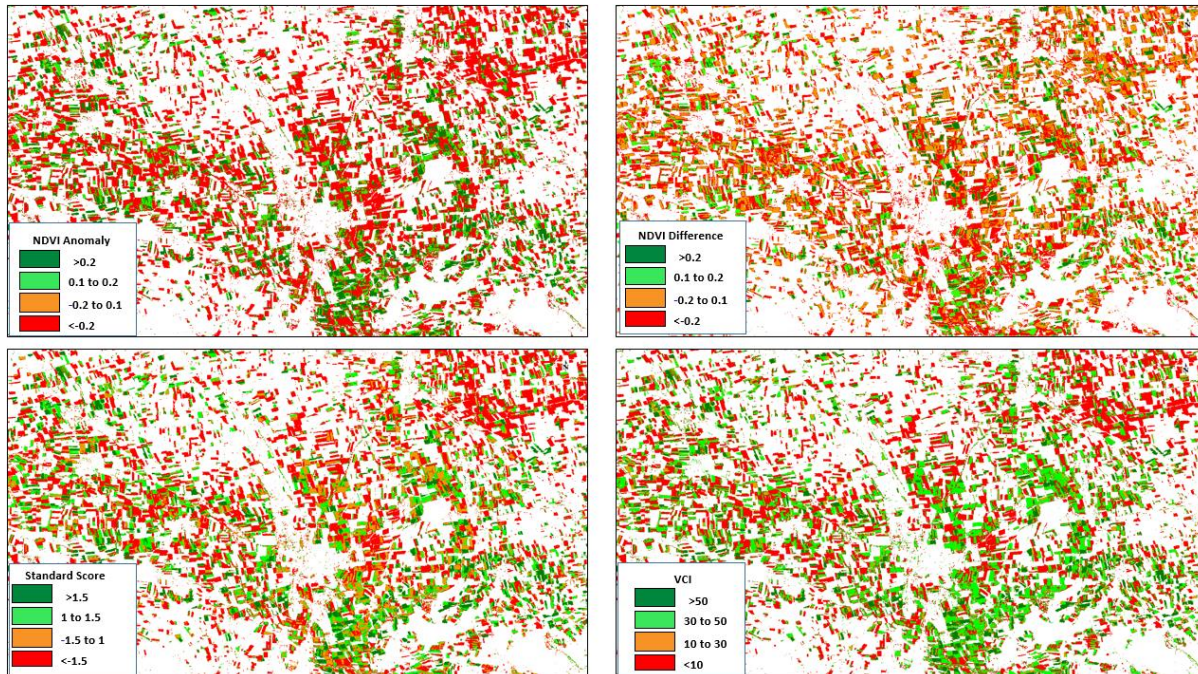 NDVI Anomaly
>0.2
0.1 to 0.2
-0.2 to 0.1
<-0.2
NDVI Difference
>0.2
0.1 to 0.2
-0.2 to 0.1
<-0.2
Standard Score
>1.5
1 to 1.5
-1.5 to 1
<-1.5
VCI
>50
30 to 50
10 to 30
<10